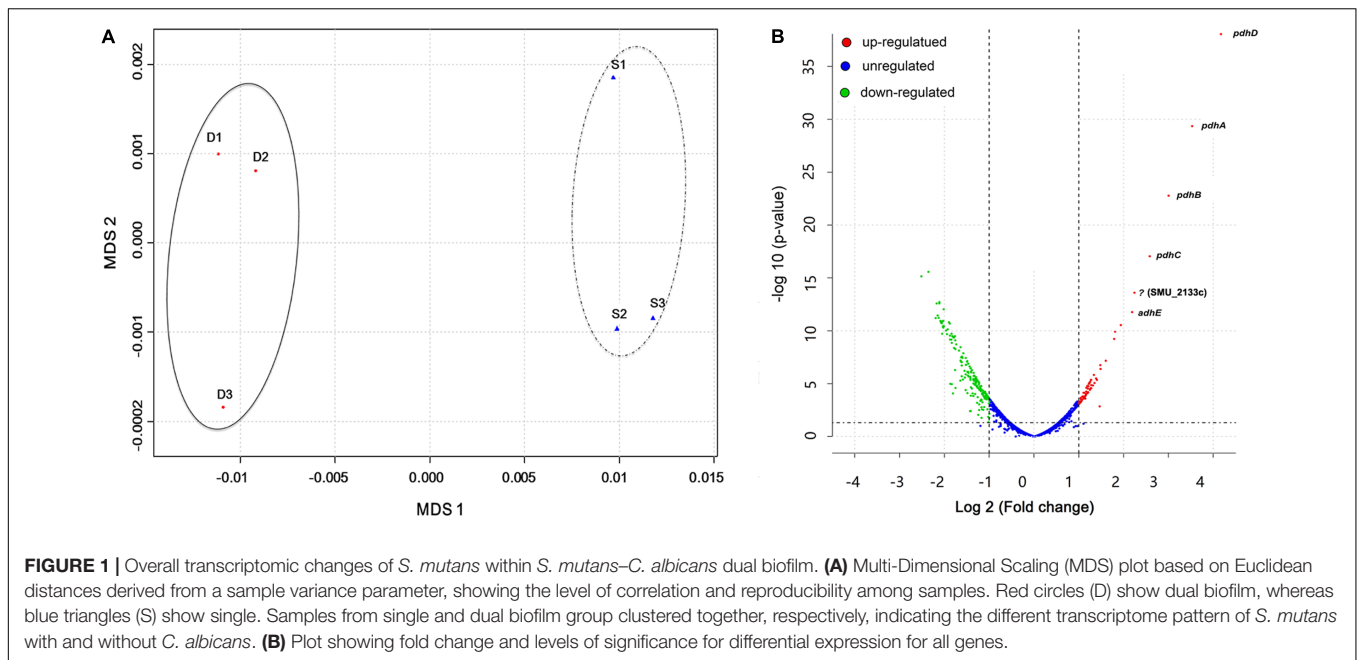 A
0.002
0.001
0.000
-0.001
-0.0002
MDS 2
D1
D2
D3
S1
S2
S3
-0.01
-0.005
0.000
0.005
0.01
0.015
MDS 1
B
up-regulatued
unregulated
down-regulated
35
30
25
20
15
10
5
0
-log 10 (p-value)
pdhD
pdhA
pdhB
pdhC
? (SMU_2133c)
adhE
-4
-3
-2
-1
0
1
2
3
4
Log 2 (Fold change)
FIGURE 1 | Overall transcriptomic changes of S. mutans within S. mutans–C. albicans dual biofilm. (A) Multi-Dimensional Scaling (MDS) plot based on Euclidean
distances derived from a sample variance parameter, showing the level of correlation and reproducibility among samples. Red circles (D) show dual biofilm, whereas
blue triangles (S) show single. Samples from single and dual biofilm group clustered together, respectively, indicating the different transcriptome pattern of S. mutans
with and without C. albicans. (B) Plot showing fold change and levels of significance for differential expression for all genes.